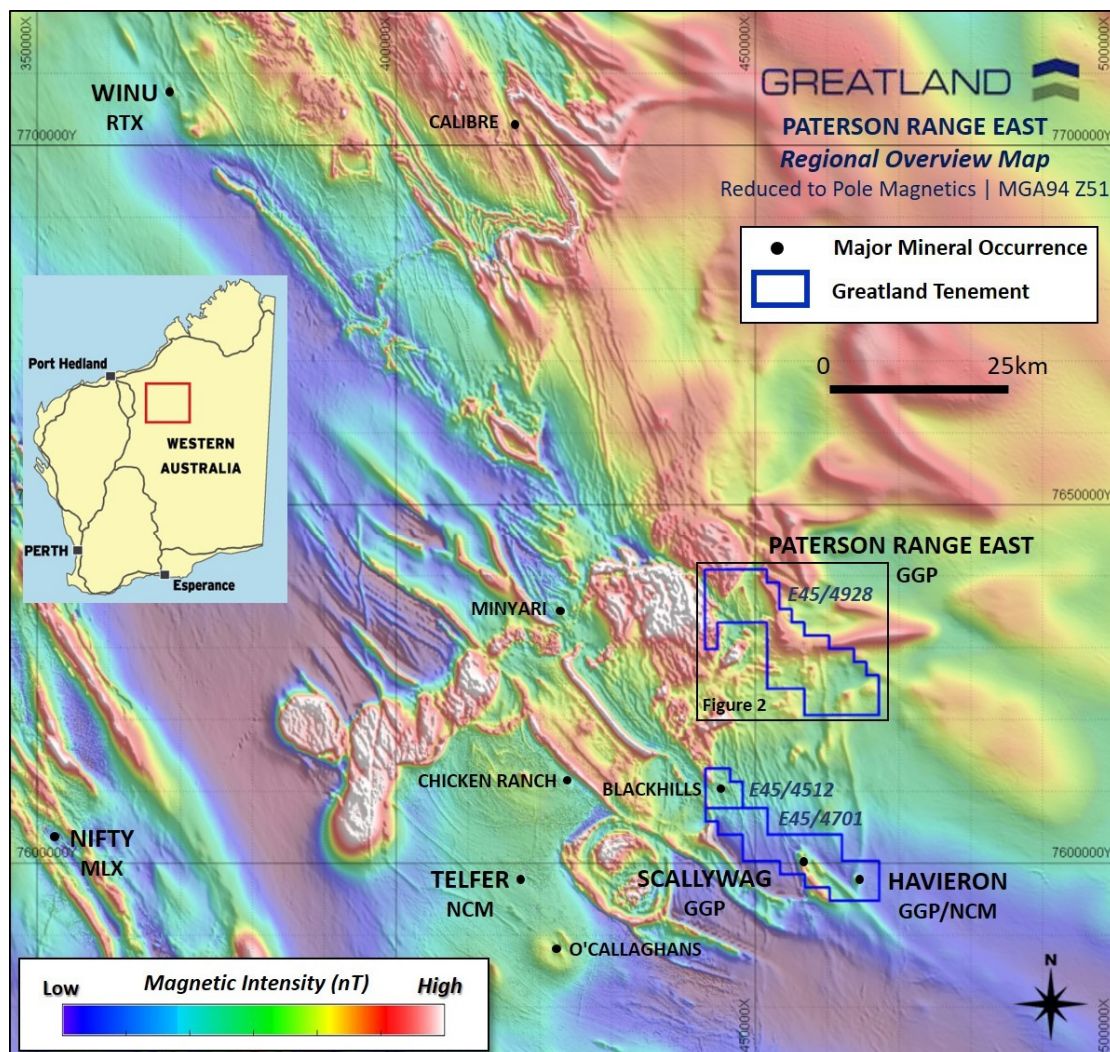 350000X
400000X
450000X
500000X
GREATLAND
PATERSON RANGE EAST
Regional Overview Map
Reduced to Pole Magnetics | MGA94 Z51
WINU
RTX
CALIBRE
7700000Y
7700000Y
Major Mineral Occurrence
Greatland Tenement
0 25km
Port Hedland
WESTERN
AUSTRALIA
PERTH
Esperance
7650000Y
PATERSON RANGE EAST
GGP
E45/4928
MINYARI
Figure 2
CHICKEN RANCH
BLACKHILLS
E45/4512
E45/4701
NIFTY
MLX
7600000Y
7600000Y
TELFER
NCM
SCALLYWAG
GGP
HAVIERON
GGP/NCM
O'CALLAGHANS
Low Magnetic Intensity (nT) High
N
450000X
500000X